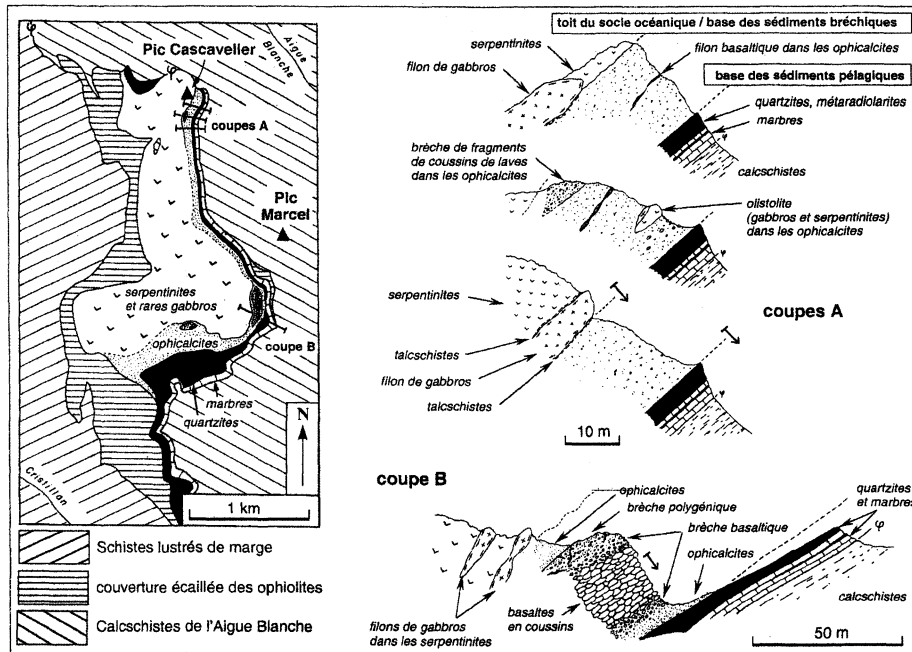 Pic Cascavelier
Aigue
Blanche
φ
φ
coupes A
Pic
Marcel
serpentinites
et rares gabbros
ophicalcites
coupe B
marbres
quartzites
N
Cristillan
1 km
Schistes lustrés de marge
couverture écaillée des ophiolites
Calcschistes de l'Aigue Blanche
toit du socle océanique / base des sédiments bréchiques
serpentinites
filon de gabbros
filon basaltique dans les ophicalcites
base des sédiments pélagiques
quartzites, métaradiolarites
marbres
φ
calcschistes
brèche de fragments
de coussins de laves
dans les ophicalcites
olistolite
(gabbros et serpentinites)
dans les ophicalcites
φ
serpentinites
coupes A
talcschistes
filon de gabbros
talcschistes
φ
10 m
coupe B
ophicalcites
brèche polygénique
brèche basaltique
ophicalcites
quartzites
et marbres
φ
calcschistes
filons de gabbros
dans les serpentinites
basaltes
en coussins
50 m